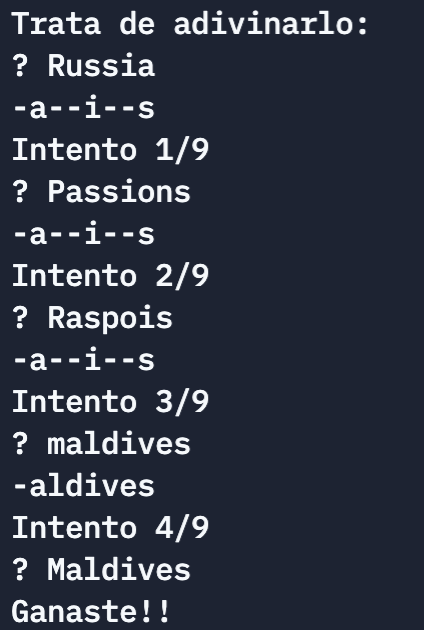 Trata de adivinarlo:
? Russia
-a--i--s
Intento 1/9
? Passions
-a--i--s
Intento 2/9
? Raspois
-a--i--s
Intento 3/9
? maldives
-aldives
Intento 4/9
? Maldives
Ganaste!!